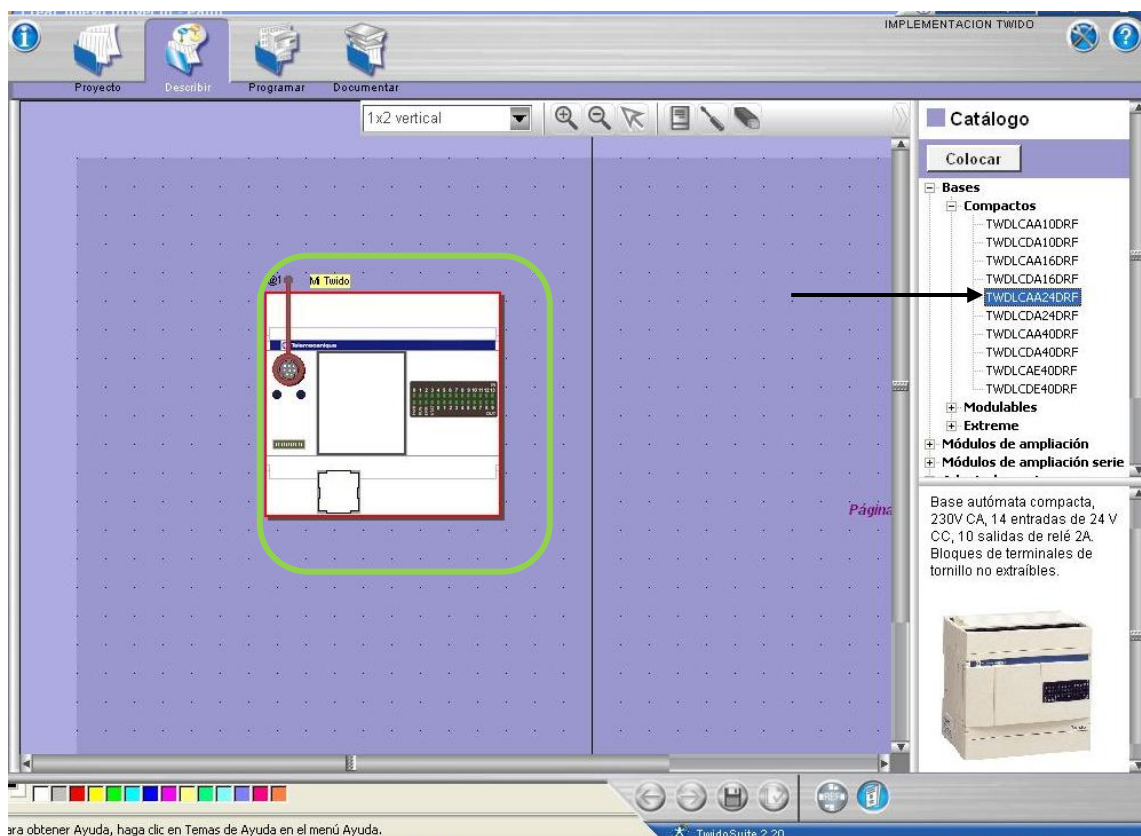 IMPLEMENTACION TWIDO
Proyecto
Describir
Programar
Documentar
1x2 vertical
Catálogo
Colocar
Bases
Compactos
TWDLCAA10DRF
TWDLCDA10DRF
TWDLCAA16DRF
TWDLCDA16DRF
TWDLCAA24DRF
TWDLCDA24DRF
TWDLCAA40DRF
TWDLCDA40DRF
TWDLCAE40DRF
TWDLCDE40DRF
Modulables
Extreme
Módulos de ampliación
Módulos de ampliación serie
@1
Mi Twido
Telemecanique
Página
Base autómata compacta,
230V CA, 14 entradas de 24 V
CC, 10 salidas de relé 2A.
Bloques de terminales de
tornillo no extraíbles.
ara obtener Ayuda, haga clic en Temas de Ayuda en el menú Ayuda.
TwidoSuite 2.20